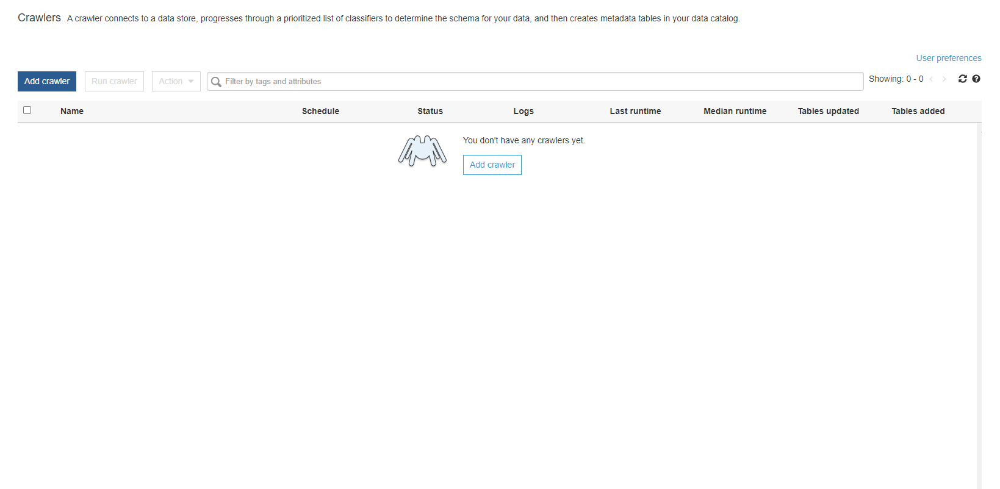 Crawlers A crawler connects to a data store, progresses through a prioritized list of classifiers to determine the schema for your data, and then creates metadata tables in your data catalog.
User preferences
Add crawler Run crawler Action Filter by tags and attributes Showing: 0 - 0
Name Schedule Status Logs Last runtime Median runtime Tables updated Tables added
You don't have any crawlers yet.
Add crawler